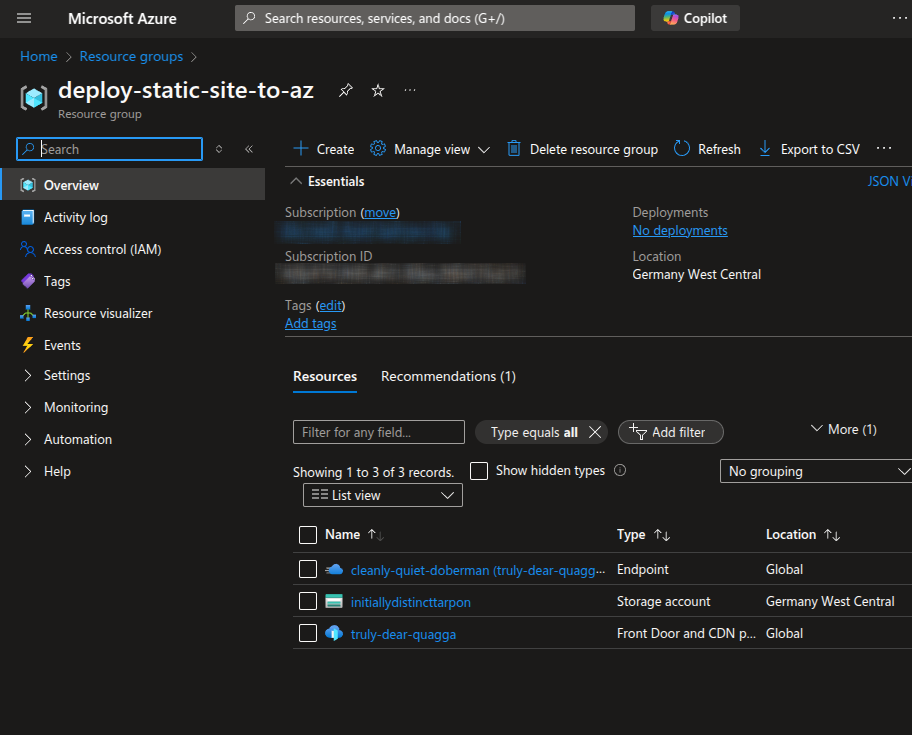 Microsoft Azure
Search resources, services, and docs (G+/)
Copilot
Home > Resource groups >
deploy-static-site-to-az
Resource group
Search
Overview
Activity log
Access control (IAM)
Tags
Resource visualizer
Events
Settings
Monitoring
Automation
Help
Create Manage view Delete resource group Refresh Export to CSV
Essentials
JSON Vi
Subscription (move)
Subscription ID
Tags (edit)
Add tags
Deployments
No deployments
Location
Germany West Central
Resources Recommendations (1)
Filter for any field... Type equals all Add filter More (1)
Showing 1 to 3 of 3 records. Show hidden types No grouping
List view
Name Type Location
cleanly-quiet-doberman (truly-dear-quagg... Endpoint Global
initiallydistincttarpon Storage account Germany West Central
truly-dear-quagga Front Door and CDN p... Global